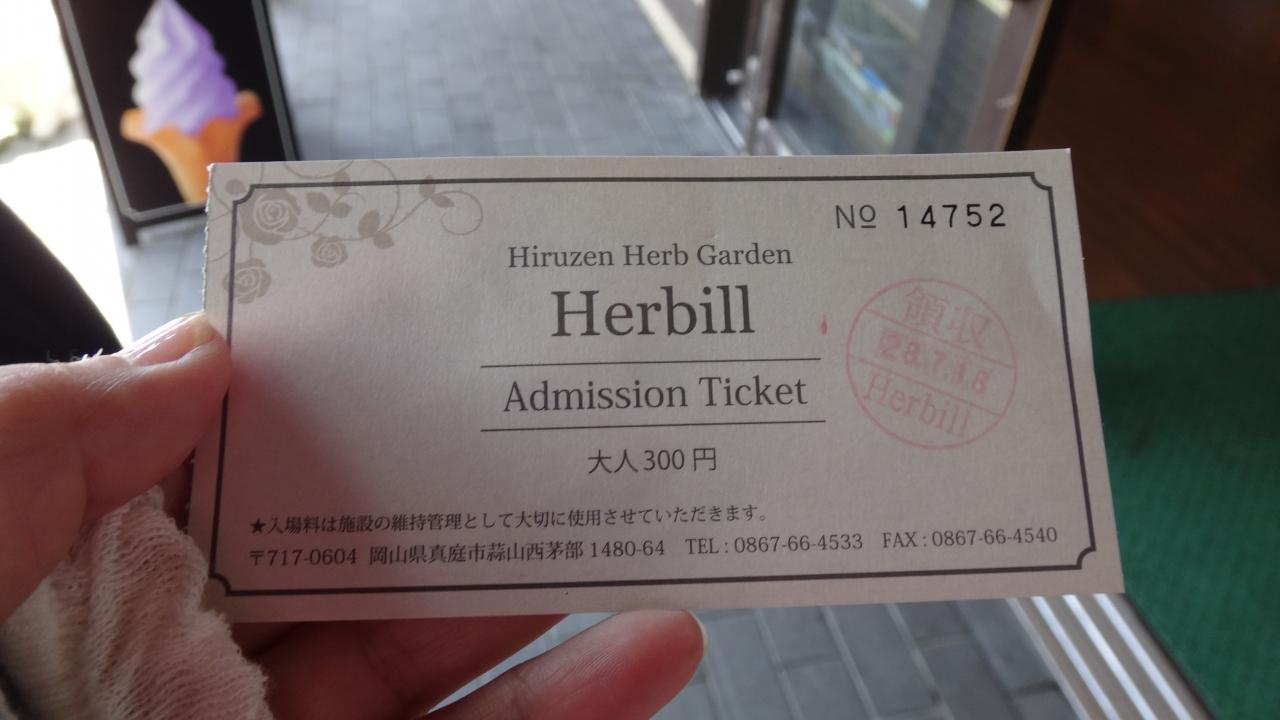 № 14752
Hiruzen Herb Garden
Herbill
Admission Ticket
大人300円
領収
28.7.18
Herbill
★入場料は施設の維持管理として大切に使用させていただきます。
〒717-0604 岡山県真庭市蒜山西茅部 1480-64 TEL : 0867-66-4533 FAX : 0867-66-4540